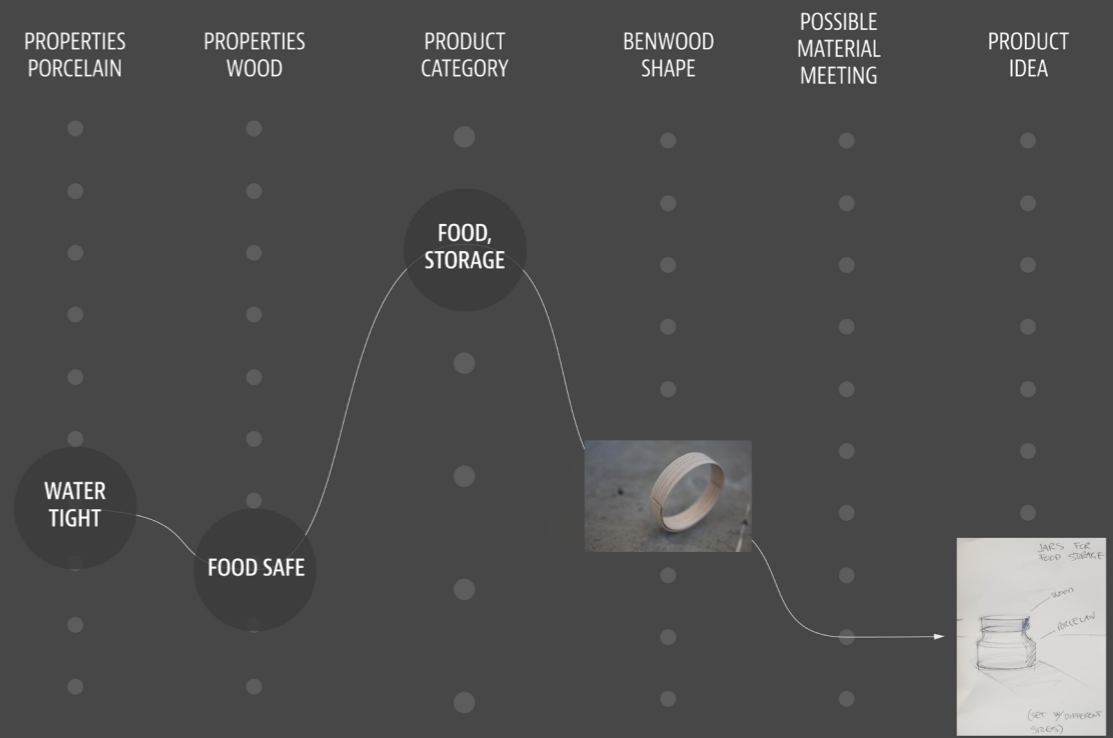 PROPERTIES
PORCELAIN
PROPERTIES
WOOD
PRODUCT
CATEGORY
BENWOOD
SHAPE
POSSIBLE
MATERIAL
MEETING
PRODUCT
IDEA
WATER
TIGHT
FOOD SAFE
FOOD,
STORAGE
JARS FOR
FOOD STORAGE
WOOD
PORCELAIN
(SET W/ DIFFERENT
SIZES)